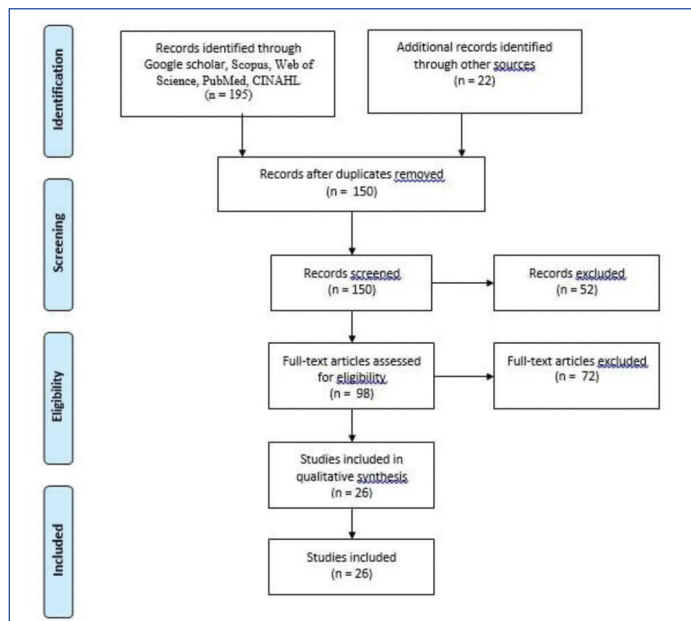 Identification
Records identified through
Google scholar, Scopus, Web of
Science, PubMed, CINAHL
(n = 195)
Additional records identified
through other sources
(n = 22)
Records after duplicates removed
(n = 150)
Screening
Records screened
(n = 150)
Records excluded
(n = 52)
Eligibility
Full-text articles assessed
for eligibility
(n = 98)
Full-text articles excluded
(n = 72)
Studies included in
qualitative synthesis
(n = 26)
Included
Studies included
(n = 26)